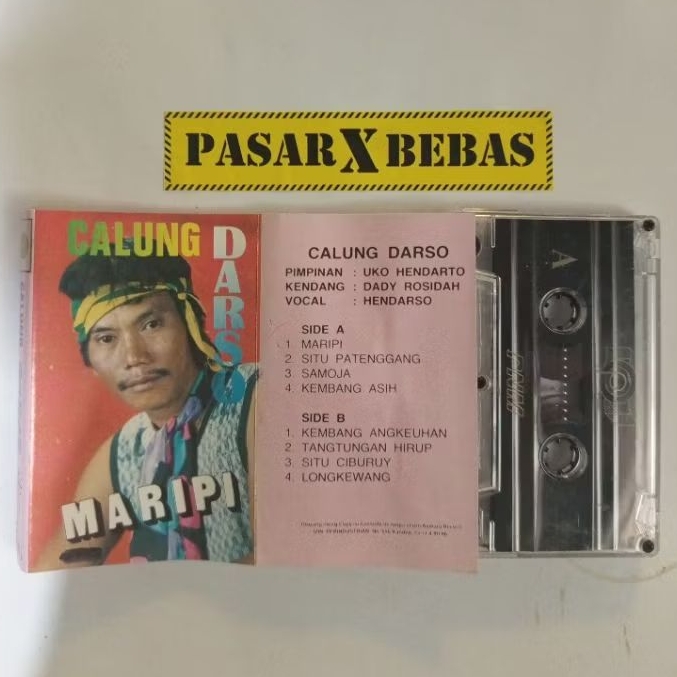 PASAR X BEBAS
CALUNG
DARSO
MARIPI
CALUNG DARSO
PIMPINAN : UKO HENDARTO
KENDANG : DADY ROSIDAH
VOCAL : HENDARSO
SIDE A
1. MARIPI
2. SITU PATENGGANG
3. SAMOJA
4. KEMBANG ASIH
SIDE B
1. KEMBANG ANGKEUHAN
2. TANGTUNGAN HIRUP
3. SITU CIBURUY
4. LONGKEWANG
A